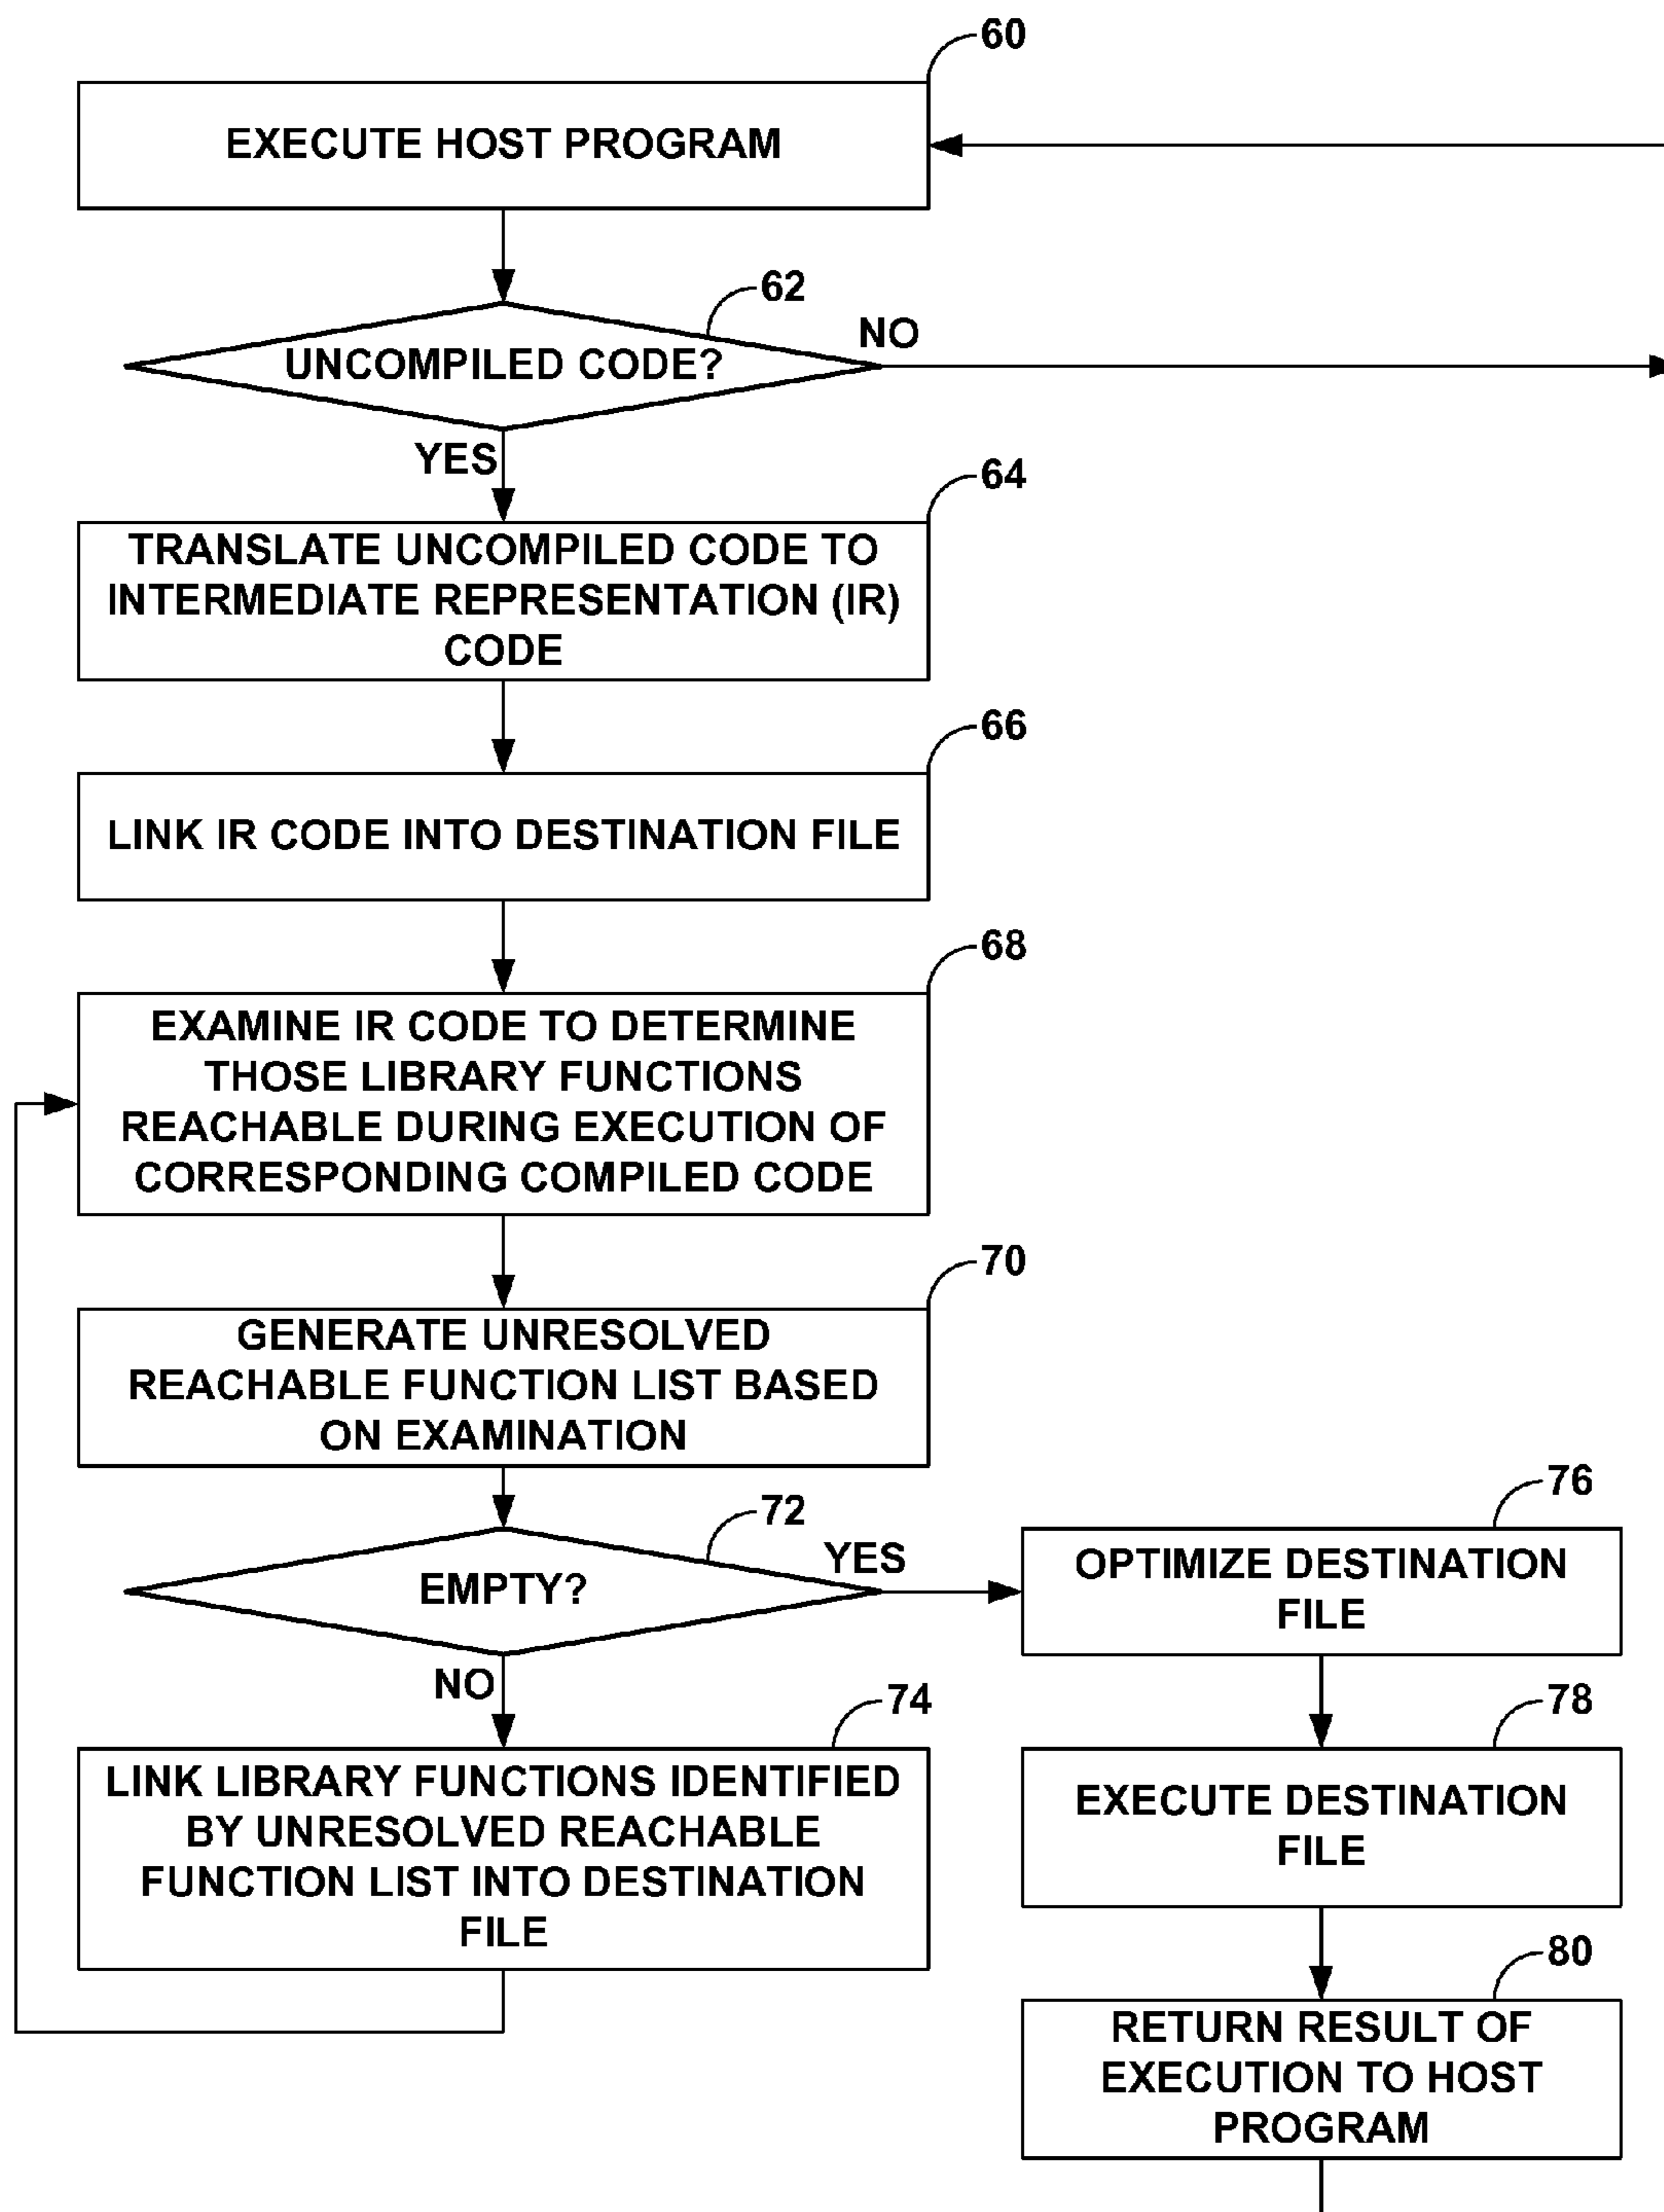 60
EXECUTE HOST PROGRAM
62
UNCOMPILED CODE?
NO
YES
64
TRANSLATE UNCOMPILED CODE TO
INTERMEDIATE REPRESENTATION (IR)
CODE
66
LINK IR CODE INTO DESTINATION FILE
68
EXAMINE IR CODE TO DETERMINE
THOSE LIBRARY FUNCTIONS
REACHABLE DURING EXECUTION OF
CORRESPONDING COMPILED CODE
70
GENERATE UNRESOLVED
REACHABLE FUNCTION LIST BASED
ON EXAMINATION
72
EMPTY?
YES
NO
74
LINK LIBRARY FUNCTIONS IDENTIFIED
BY UNRESOLVED REACHABLE
FUNCTION LIST INTO DESTINATION
FILE
76
OPTIMIZE DESTINATION
FILE
78
EXECUTE DESTINATION
FILE
80
RETURN RESULT OF
EXECUTION TO HOST
PROGRAM